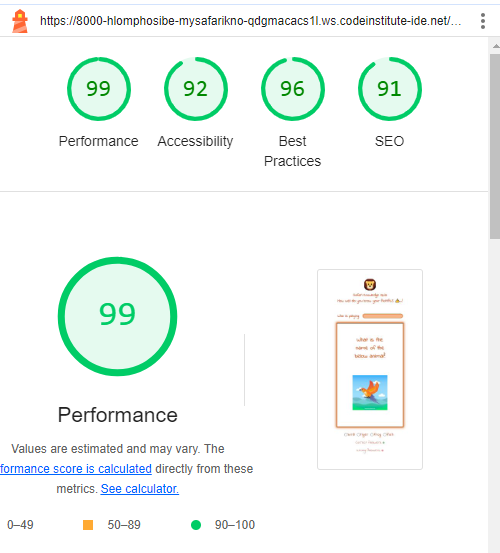 https://8000-hlomphosibe-mysafarikno-qdgmacacs1l.ws.codeinstitute-ide.net/…
99
92
96
91
Performance
Accessibility
Best
Practices
SEO
99
Performance
Values are estimated and may vary. The
formance score is calculated directly from these
metrics. See calculator.
0–49
50–89
90–100
what is the
name of the
below animal?